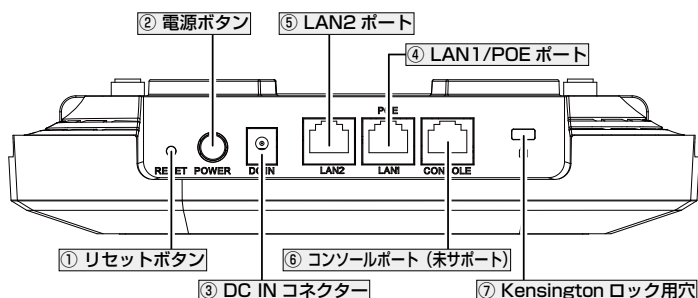 ② 電源ボタン
⑤ LAN2 ポート
④ LAN1/POE ポート
POE
RESET POWER DC IN LAN2 LAN1 CONSOLE
① リセットボタン
⑥ コンソールポート（未サポート）
③ DC IN コネクター
⑦ Kensington ロック用穴